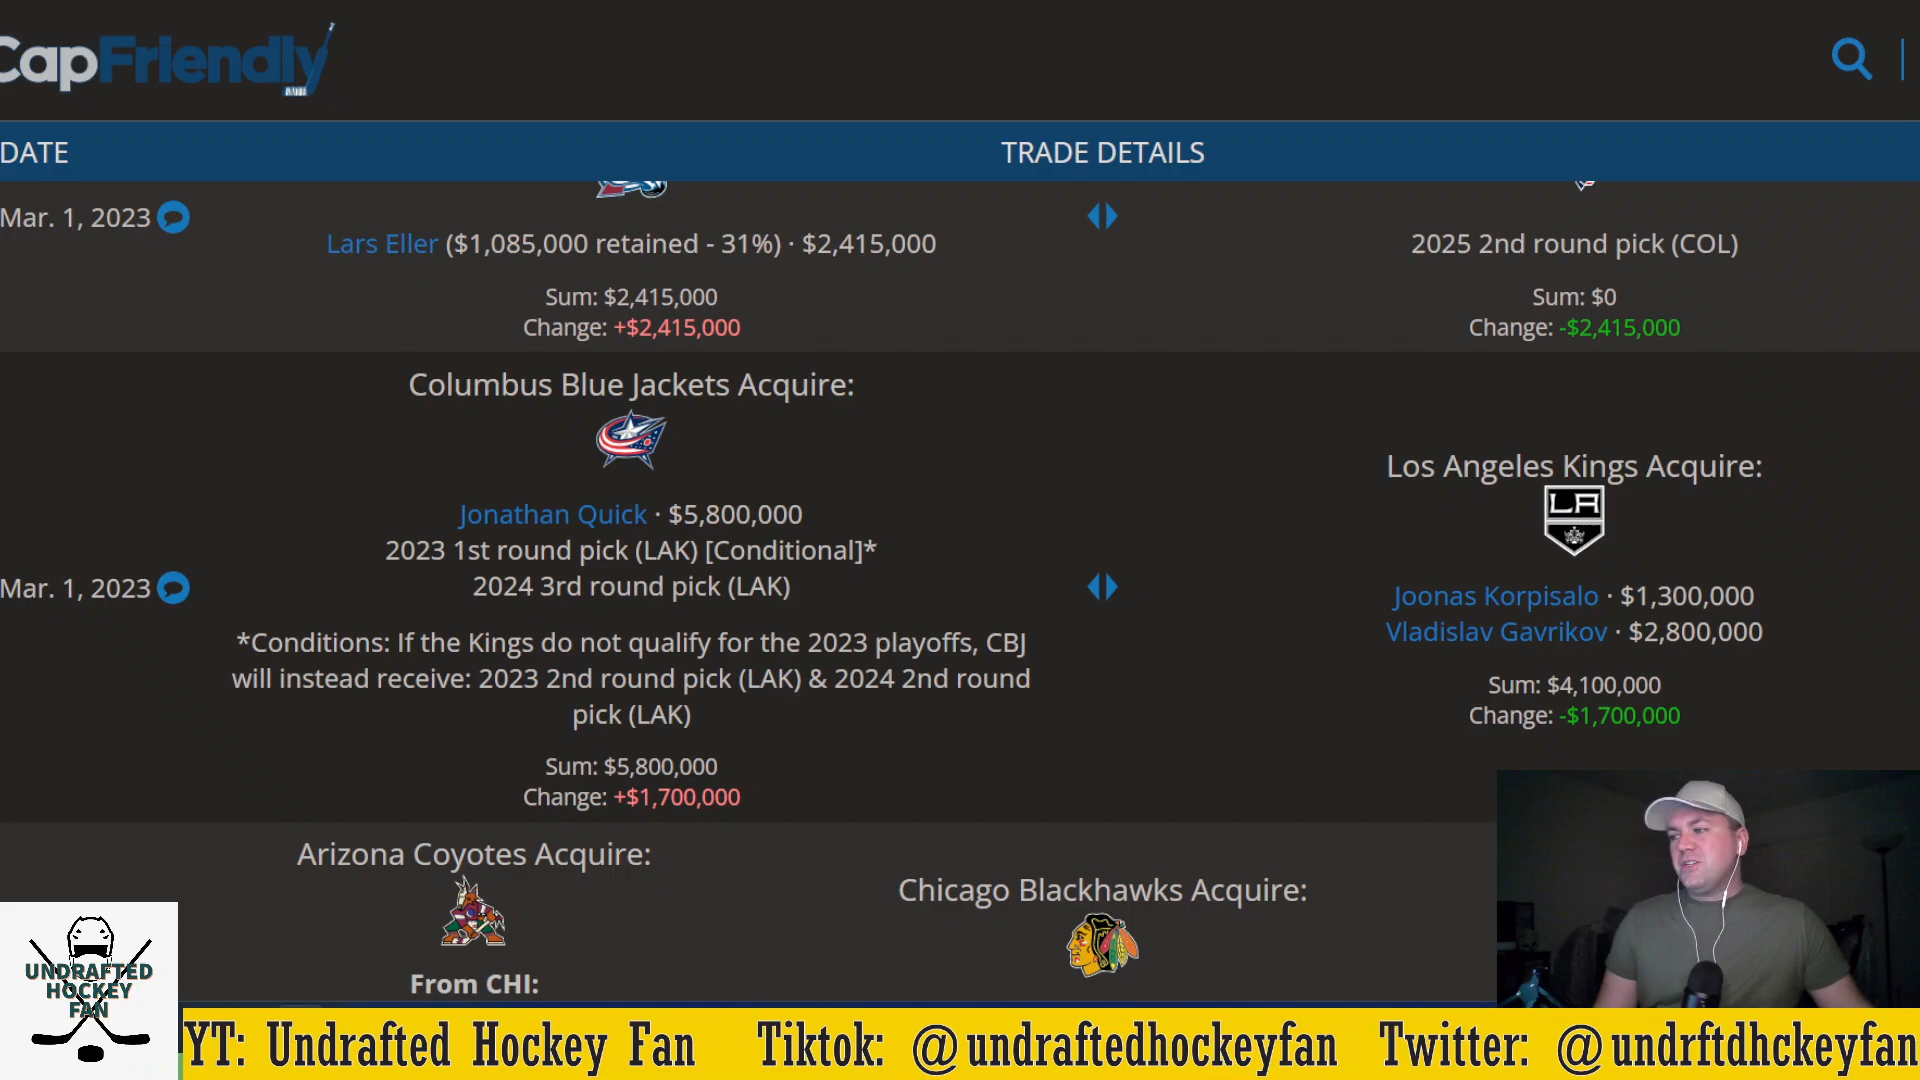 CapFriendly
DATE
TRADE DETAILS
Mar. 1, 2023
Lars Eller ($1,085,000 retained - 31%) · $2,415,000
Sum: $2,415,000
Change: +$2,415,000
2025 2nd round pick (COL)
Sum: $0
Change: -$2,415,000
Mar. 1, 2023
Columbus Blue Jackets Acquire:
Jonathan Quick · $5,800,000
2023 1st round pick (LAK) [Conditional]*
2024 3rd round pick (LAK)
*Conditions: If the Kings do not qualify for the 2023 playoffs, CBJ
will instead receive: 2023 2nd round pick (LAK) & 2024 2nd round
pick (LAK)
Sum: $5,800,000
Change: +$1,700,000
Los Angeles Kings Acquire:
LA
Joonas Korpisalo · $1,300,000
Vladislav Gavrikov · $2,800,000
Sum: $4,100,000
Change: -$1,700,000
Arizona Coyotes Acquire:
From CHI:
Chicago Blackhawks Acquire:
UNDRAFTED
HOCKEY
FAN
YT: Undrafted Hockey Fan Tiktok: @undraftedhockeyfan Twitter: @undrftdhckeyfan